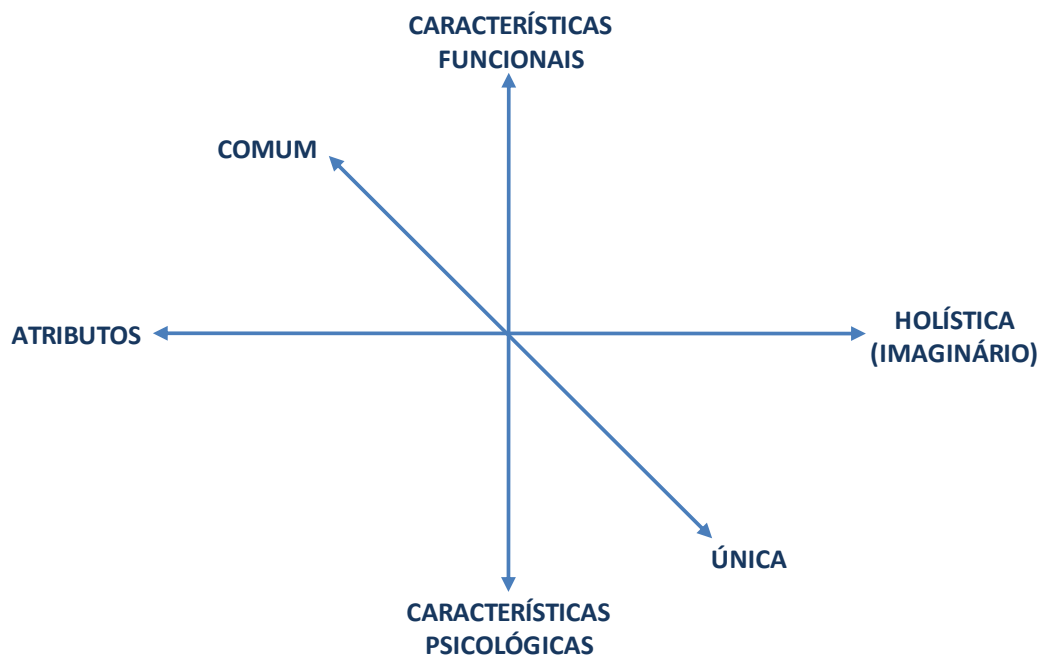 CARACTERÍSTICAS
FUNCIONAIS
COMUM
ATRIBUTOS
HOLÍSTICA
(IMAGINÁRIO)
ÚNICA
CARACTERÍSTICAS
PSICOLÓGICAS